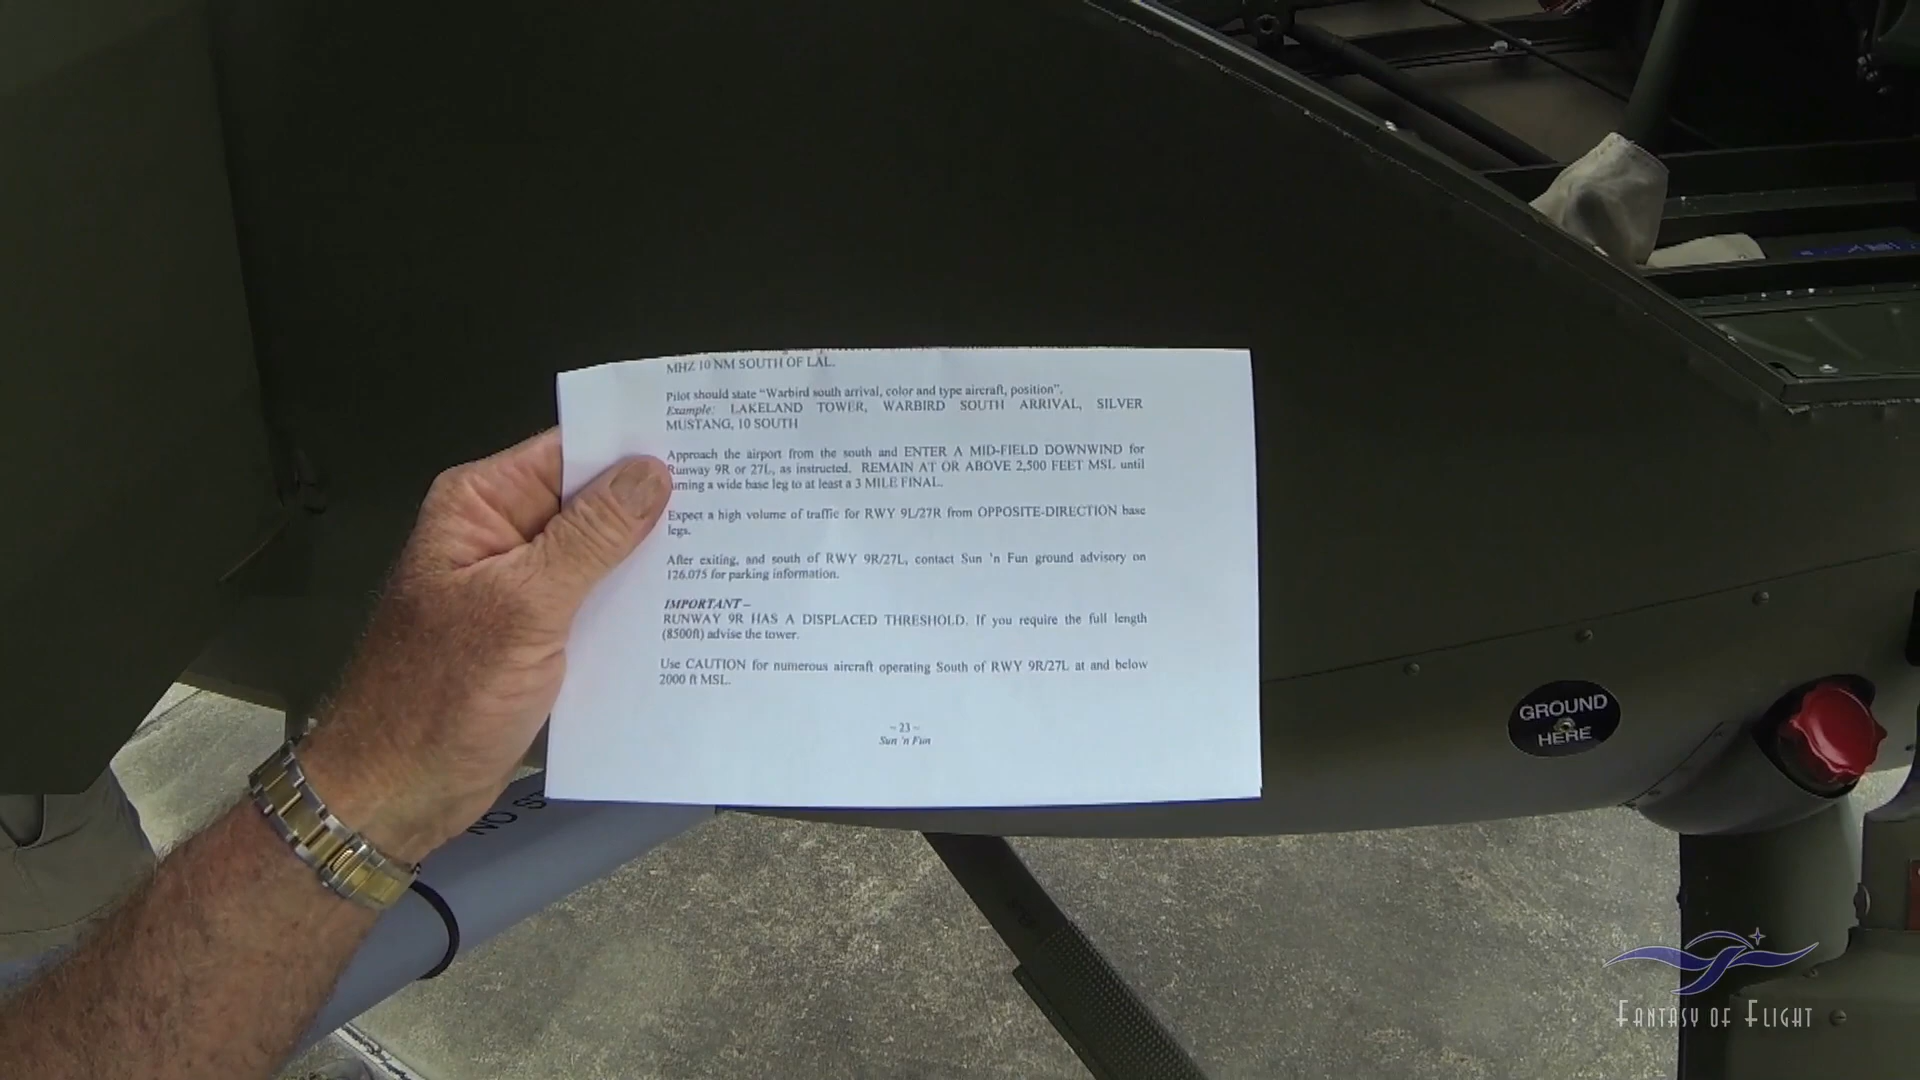 MHZ 10 NM SOUTH OF LAL.
Pilot should state "Warbird south arrival, color and type aircraft, position".
Example: LAKELAND TOWER, WARBIRD SOUTH ARRIVAL, SILVER
MUSTANG, 10 SOUTH
Approach the airport from the south and ENTER A MID-FIELD DOWNWIND for
Runway 9R or 27L, as instructed. REMAIN AT OR ABOVE 2,500 FEET MSL until
urning a wide base leg to at least a 3 MILE FINAL.
Expect a high volume of traffic for RWY 9L/27R from OPPOSITE-DIRECTION base
legs.
After exiting, and south of RWY 9R/27L, contact Sun 'n Fun ground advisory on
126.075 for parking information.
IMPORTANT –
RUNWAY 9R HAS A DISPLACED THRESHOLD. If you require the full length
(8500ft) advise the tower.
Use CAUTION for numerous aircraft operating South of RWY 9R/27L at and below
2000 ft MSL.
~ 23 ~
Sun 'n Fun
GROUND
HERE
NO
FANTASY OF FLIGHT